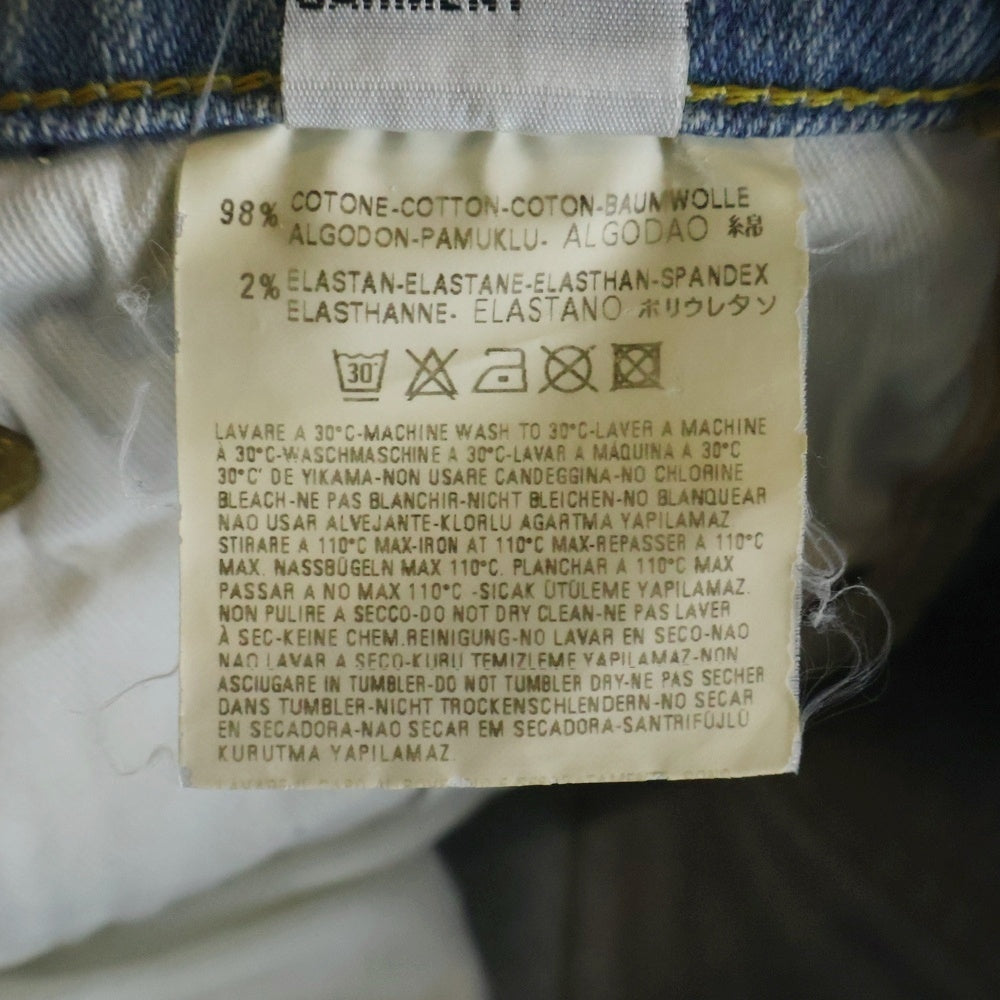 GARMENT
98% COTONE-COTTON-COTON-BAUMWOLLE
ALGODON-PAMUKLU- ALGODAO 綿
2% ELASTAN-ELASTANE-ELASTHAN-SPANDEX
ELASTHANNE- ELASTANO ポリウレタン
30°
LAVARE A 30°C-MACHINE WASH TO 30°C-LAVER A MACHINE
A 30°C-WASCHMASCHINE A 30°C-LAVAR A MÁQUINA A 30°C
30°C' DE YIKAMA-NON USARE CANDEGGINA-NO CHLORINE
BLEACH-NE PAS BLANCHIR-NICHT BLEICHEN-NO BLANQUEAR
NAO USAR ALVEJANTE-KLORLU AGARTMA YAPILAMAZ
STIRARE A 110°C MAX-IRON AT 110°C MAX-REPASSER A 110°C
MAX. NASSBÜGELN MAX 110°C. PLANCHAR A 110°C MAX
PASSAR A NO MAX 110°C -SICAK ÜTÜLEME YAPILAMAZ.
NON PULIRE A SECCO-DO NOT DRY CLEAN-NE PAS LAVER
À SEC-KEINE CHEM.REINIGUNG-NO LAVAR EN SECO-NAO
NAO LAVAR A SECO-KURU TEMIZLEME YAPILAMAZ-NON
ASCIUGARE IN TUMBLER-DO NOT TUMBLER DRY-NE PAS SECHER
DANS TUMBLER-NICHT TROCKENSCHLENDERN-NO SECAR
EN SECADORA-NAO SECAR EM SECADORA-SANTRIFÜJLÜ
KURUTMA YAPILAMAZ.